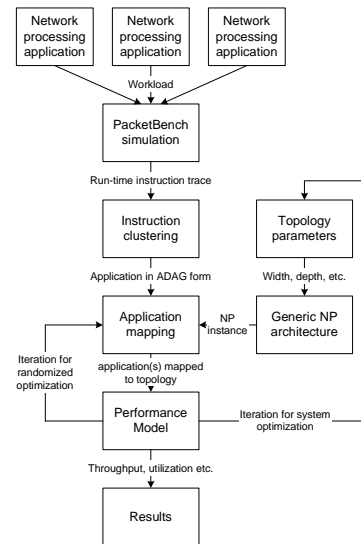 Network
processing
application
Network
processing
application
Network
processing
application
Workload
PacketBench
simulation
Run-time instruction trace
Instruction
clustering
Topology
parameters
Application in ADAG form
Width, depth, etc.
Application
mapping
NP
instance
Generic NP
architecture
Iteration for
randomized
optimization
application(s) mapped
to topology
Performance
Model
Iteration for system
optimization
Throughput, utilization etc.
Results